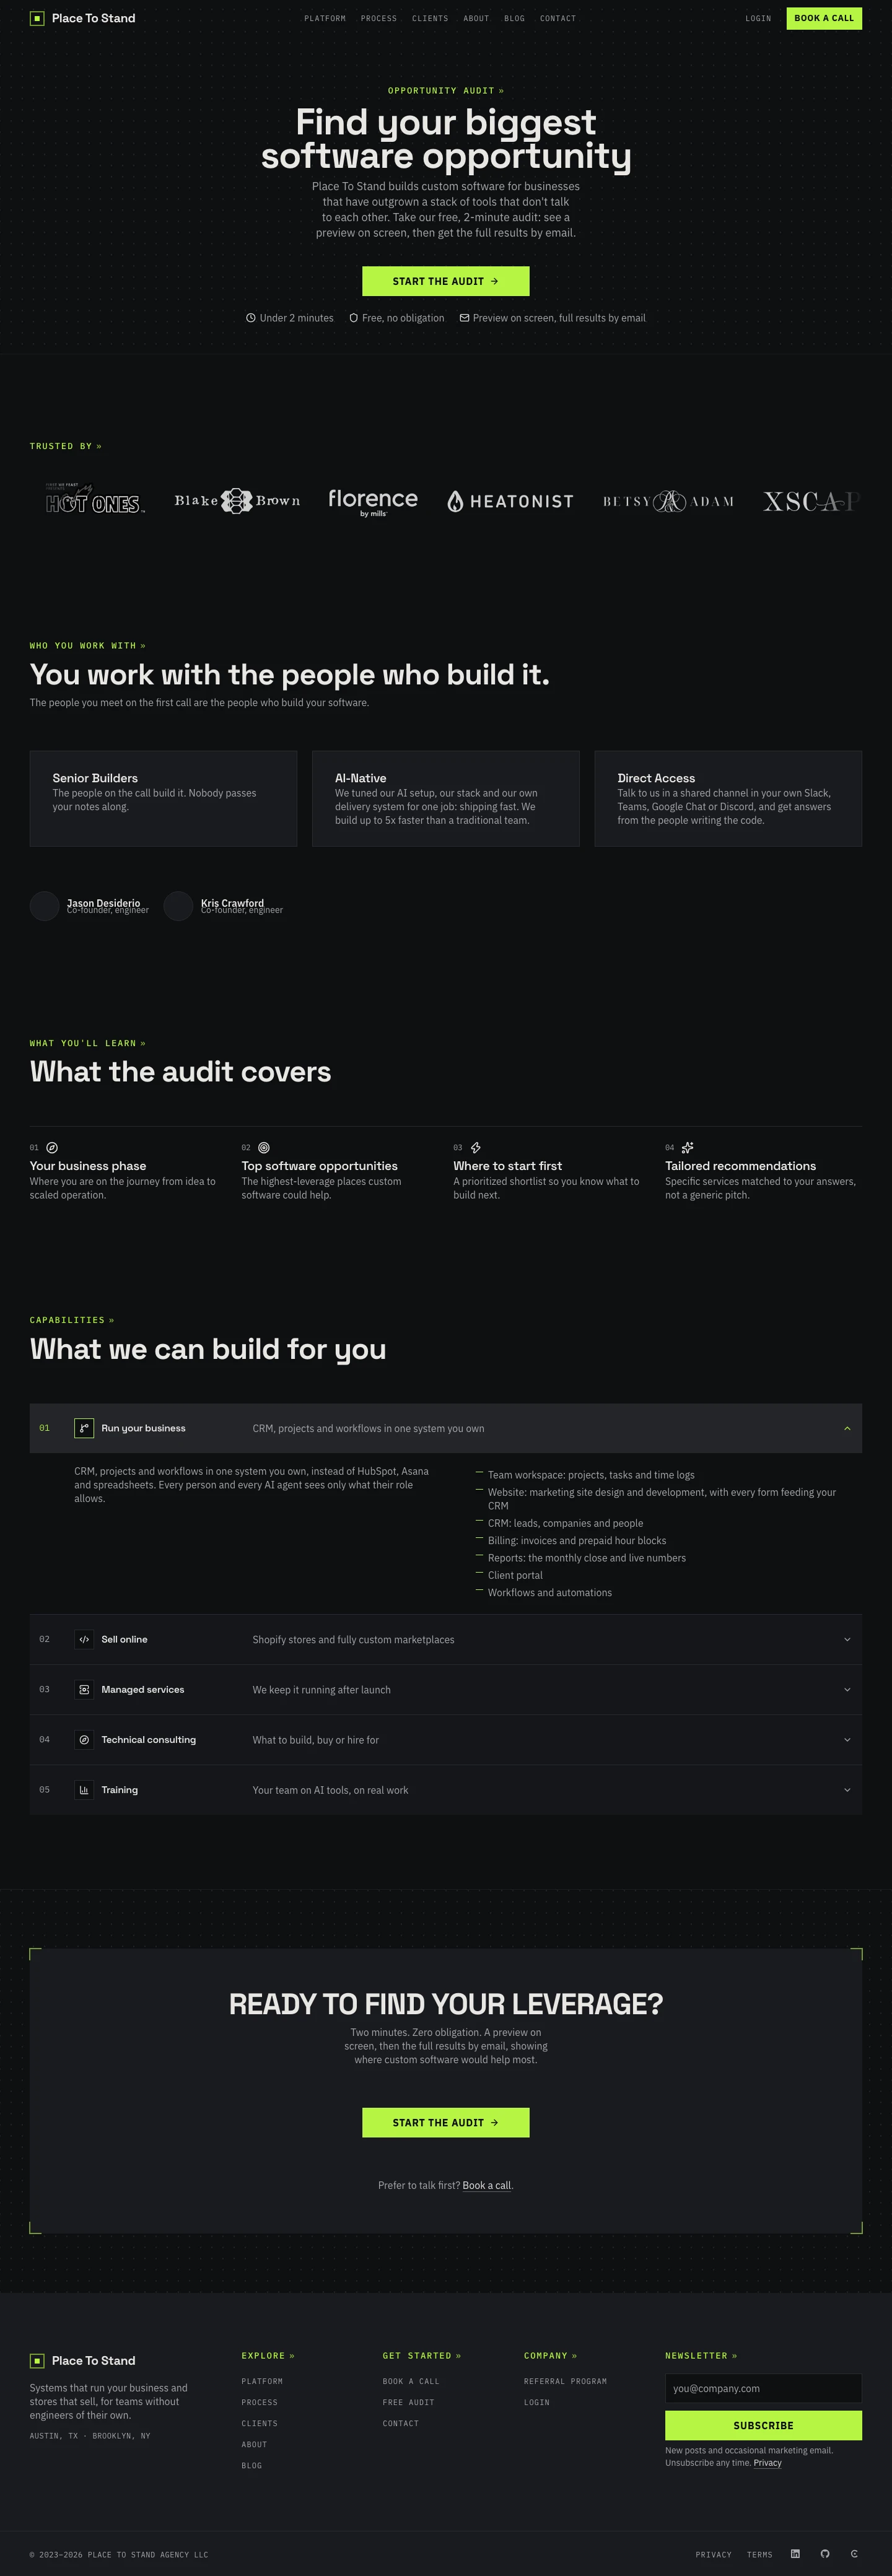 Place To Stand
PLATFORM PROCESS CLIENTS ABOUT BLOG CONTACT
LOGIN
BOOK A CALL
OPPORTUNITY AUDIT »
Find your biggest
software opportunity
Place To Stand builds custom software for businesses
that have outgrown a stack of tools that don't talk
to each other. Take our free, 2-minute audit: see a
preview on screen, then get the full results by email.
START THE AUDIT →
Under 2 minutes
Free, no obligation
Preview on screen, full results by email
TRUSTED BY »
HOT ONES
Blake Brown
florence
by mills
HEATONIST
BETSY ADAM
XSCAP
WHO YOU WORK WITH »
You work with the people who build it.
The people you meet on the first call are the people who build your software.
Senior Builders
The people on the call build it. Nobody passes
your notes along.
AI-Native
We tuned our AI setup, our stack and our own
delivery system for one job: shipping fast. We
build up to 5x faster than a traditional team.
Direct Access
Talk to us in a shared channel in your own Slack,
Teams, Google Chat or Discord, and get answers
from the people writing the code.
Jason Desiderio
Co-founder, engineer
Kris Crawford
Co-founder, engineer
WHAT YOU'LL LEARN »
What the audit covers
01
Your business phase
Where you are on the journey from idea to
scaled operation.
02
Top software opportunities
The highest-leverage places custom
software could help.
03
Where to start first
A prioritized shortlist so you know what to
build next.
04
Tailored recommendations
Specific services matched to your answers,
not a generic pitch.
CAPABILITIES »
What we can build for you
01 Run your business CRM, projects and workflows in one system you own
CRM, projects and workflows in one system you own, instead of HubSpot, Asana
and spreadsheets. Every person and every AI agent sees only what their role
allows.
— Team workspace: projects, tasks and time logs
— Website: marketing site design and development, with every form feeding your
CRM
— CRM: leads, companies and people
— Billing: invoices and prepaid hour blocks
— Reports: the monthly close and live numbers
— Client portal
— Workflows and automations
02 Sell online Shopify stores and fully custom marketplaces
03 Managed services We keep it running after launch
04 Technical consulting What to build, buy or hire for
05 Training Your team on AI tools, on real work
READY TO FIND YOUR LEVERAGE?
Two minutes. Zero obligation. A preview on
screen, then the full results by email, showing
where custom software would help most.
START THE AUDIT →
Prefer to talk first? Book a call.
Place To Stand
Systems that run your business and
stores that sell, for teams without
engineers of their own.
AUSTIN, TX · BROOKLYN, NY
EXPLORE »
PLATFORM
PROCESS
CLIENTS
ABOUT
BLOG
GET STARTED »
BOOK A CALL
FREE AUDIT
CONTACT
COMPANY »
REFERRAL PROGRAM
LOGIN
NEWSLETTER »
you@company.com
SUBSCRIBE
New posts and occasional marketing email.
Unsubscribe any time. Privacy
© 2023–2026 PLACE TO STAND AGENCY LLC
PRIVACY TERMS